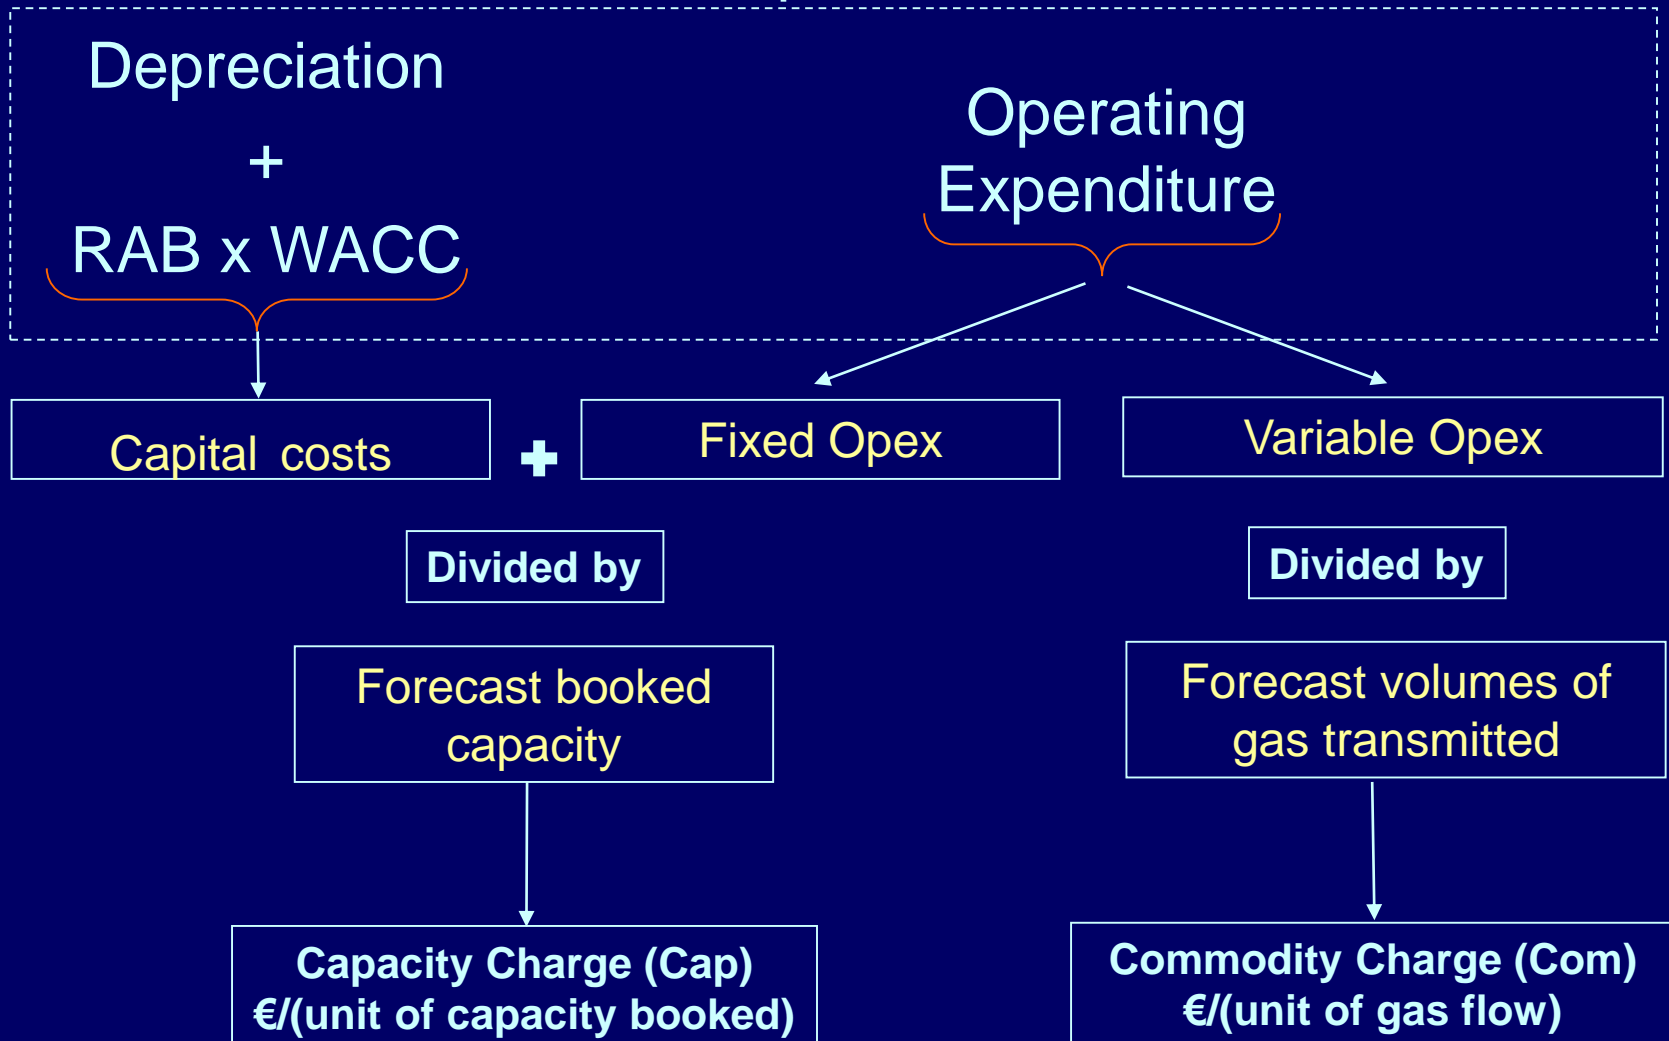 Depreciation
+
RAB x WACC
Operating
Expenditure
Capital costs
+
Fixed Opex
Variable Opex
Divided by
Divided by
Forecast booked
capacity
Forecast volumes of
gas transmitted
Capacity Charge (Cap)
€/(unit of capacity booked)
Commodity Charge (Com)
€/(unit of gas flow)